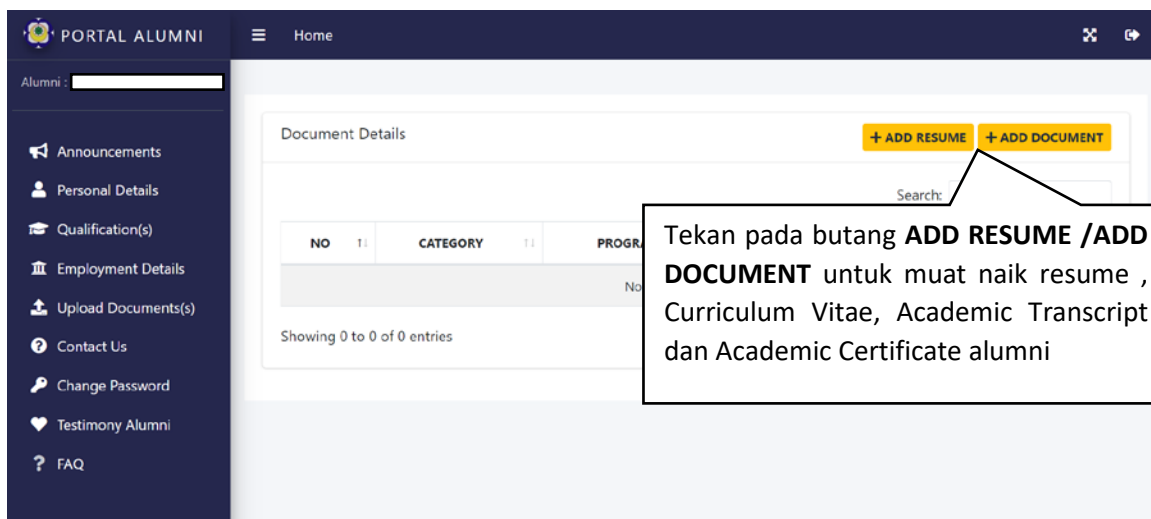 PORTAL ALUMNI
Home
Alumni :
Announcements
Personal Details
Qualification(s)
Employment Details
Upload Documents(s)
Contact Us
Change Password
Testimony Alumni
FAQ
Document Details
+ ADD RESUME + ADD DOCUMENT
Search:
NO CATEGORY
Showing 0 to 0 of 0 entries
Tekan pada butang ADD RESUME /ADD
DOCUMENT untuk muat naik resume ,
Curriculum Vitae, Academic Transcript
dan Academic Certificate alumni